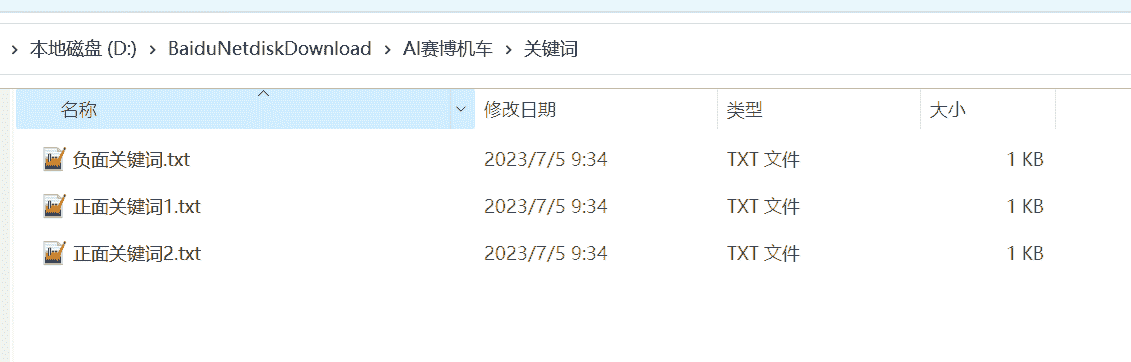 本地磁盘 (D:) > BaiduNetdiskDownload > AI赛博机车 > 关键词
名称 修改日期 类型 大小
负面关键词.txt 2023/7/5 9:34 TXT 文件 1 KB
正面关键词1.txt 2023/7/5 9:34 TXT 文件 1 KB
正面关键词2.txt 2023/7/5 9:34 TXT 文件 1 KB